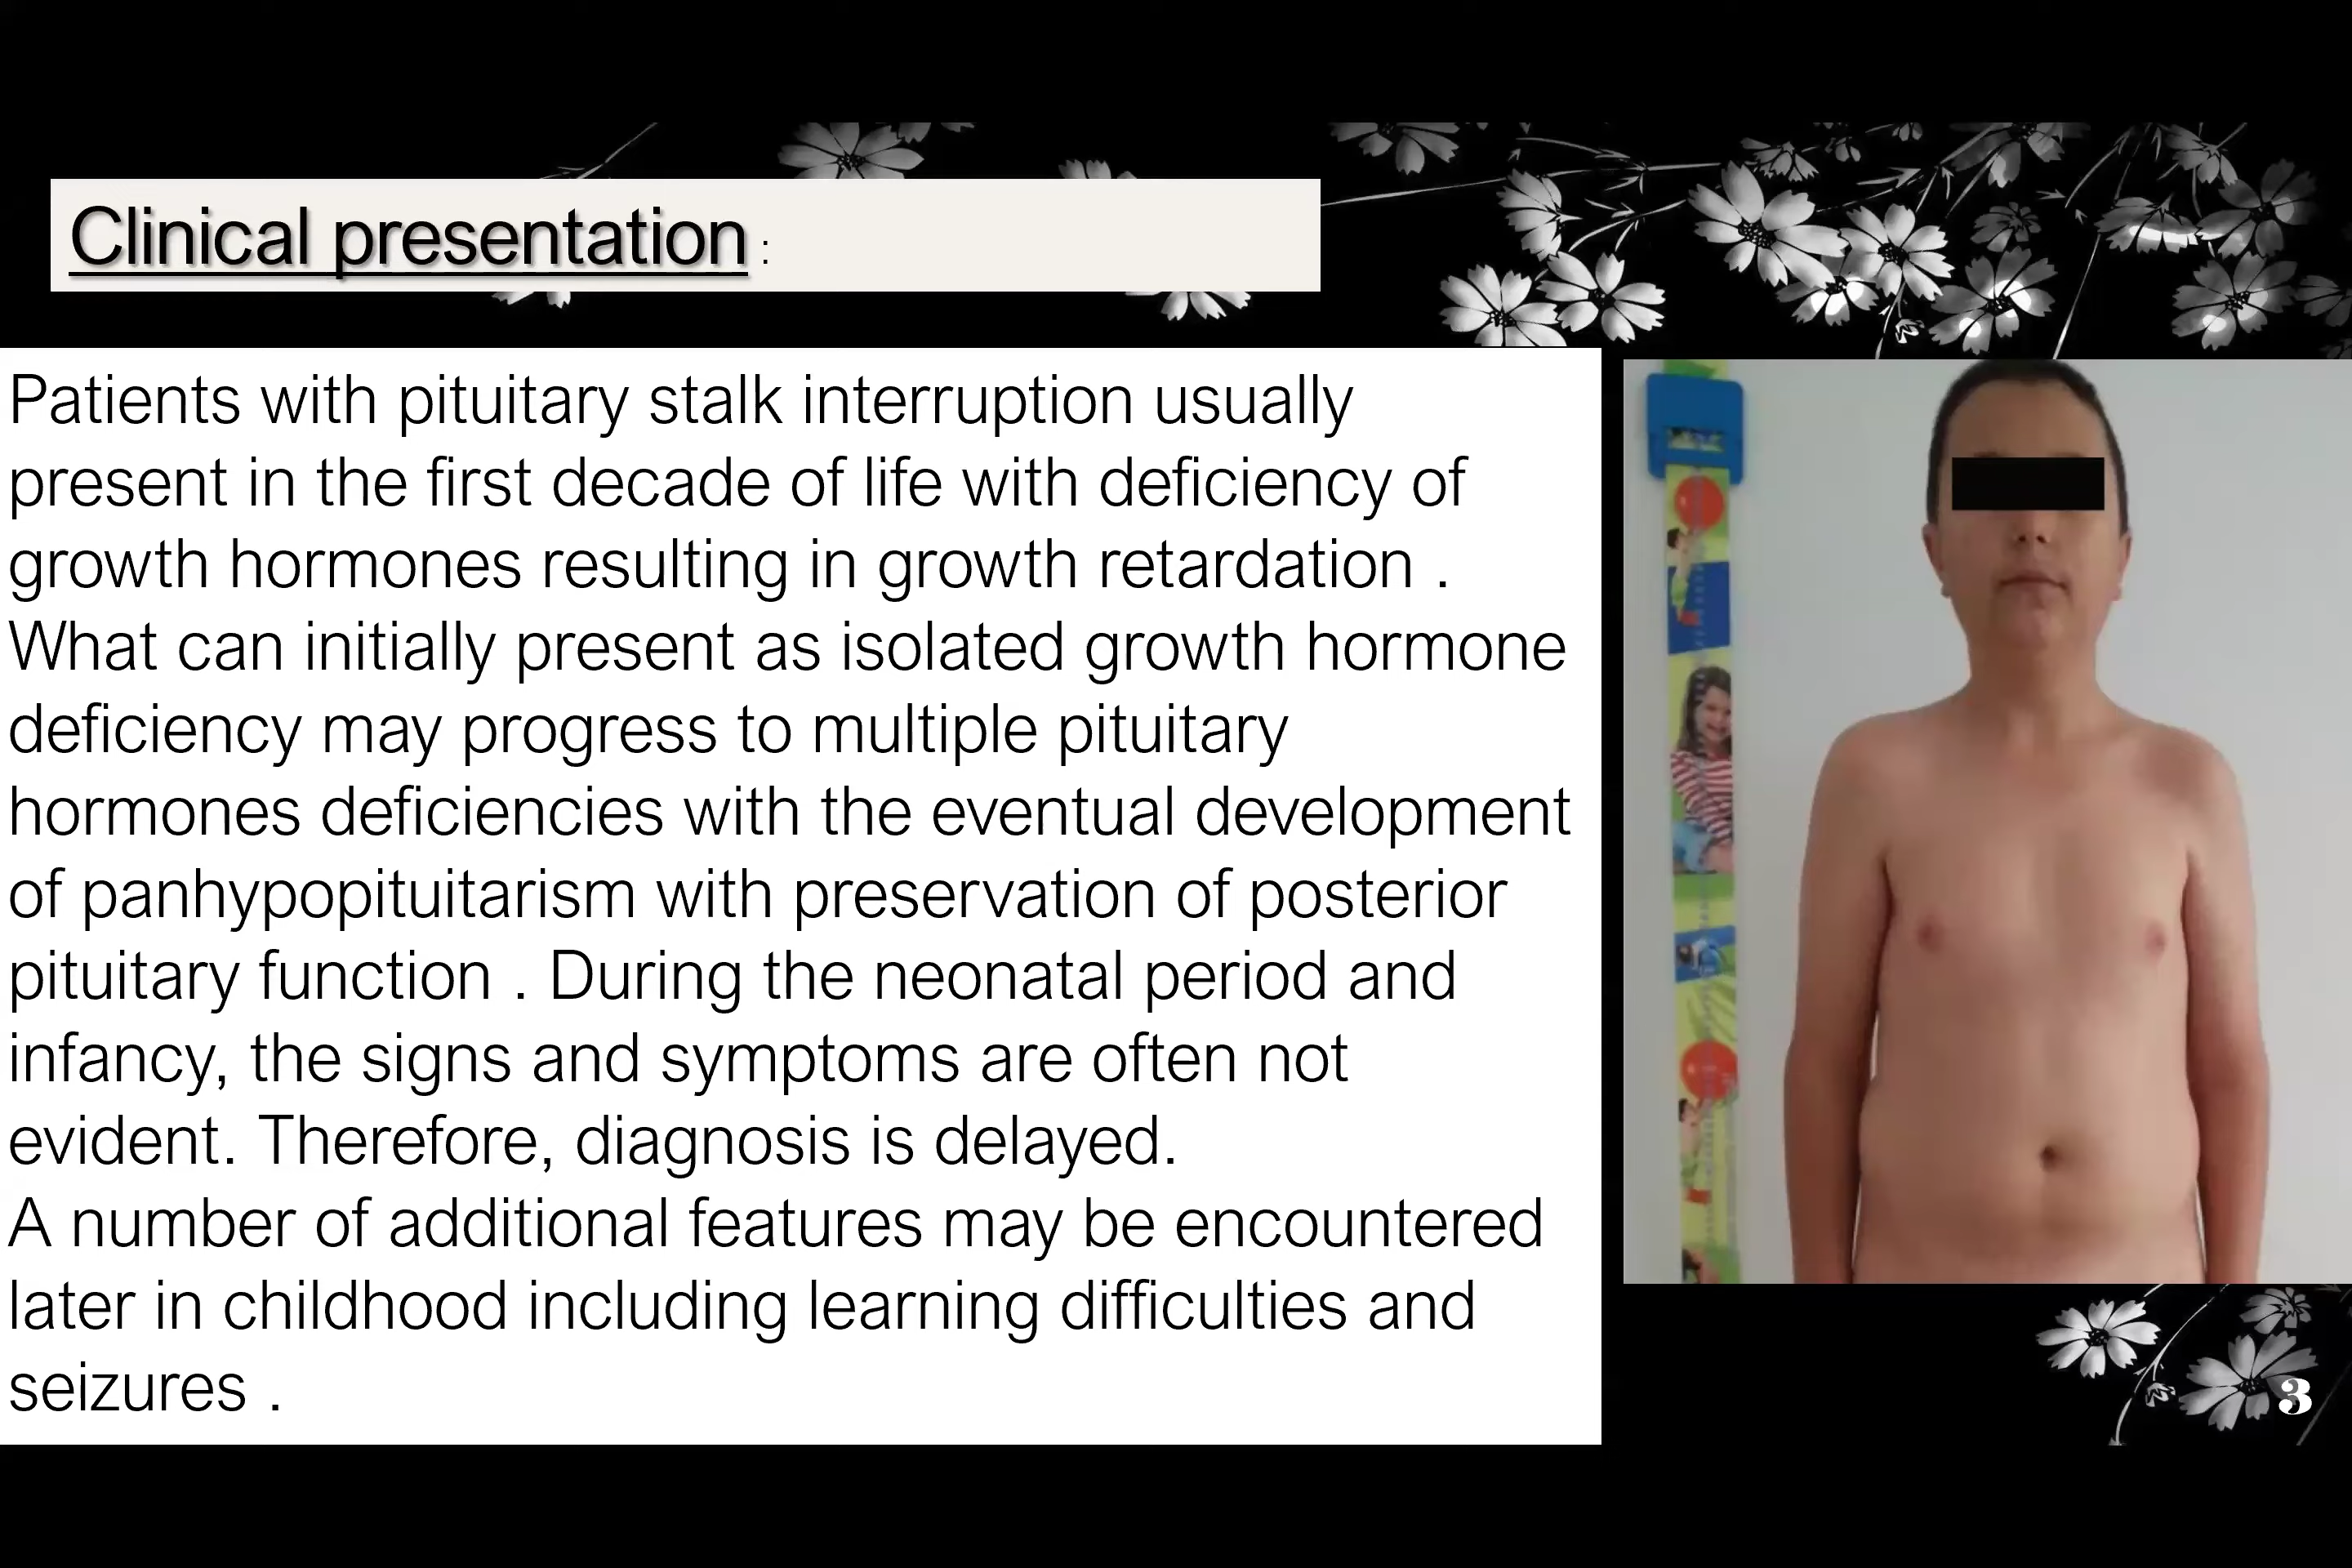 Clinical presentation :
Patients with pituitary stalk interruption usually
present in the first decade of life with deficiency of
growth hormones resulting in growth retardation .
What can initially present as isolated growth hormone
deficiency may progress to multiple pituitary
hormones deficiencies with the eventual development
of panhypopituitarism with preservation of posterior
pituitary function . During the neonatal period and
infancy, the signs and symptoms are often not
evident. Therefore, diagnosis is delayed.
A number of additional features may be encountered
later in childhood including learning difficulties and
seizures .
3